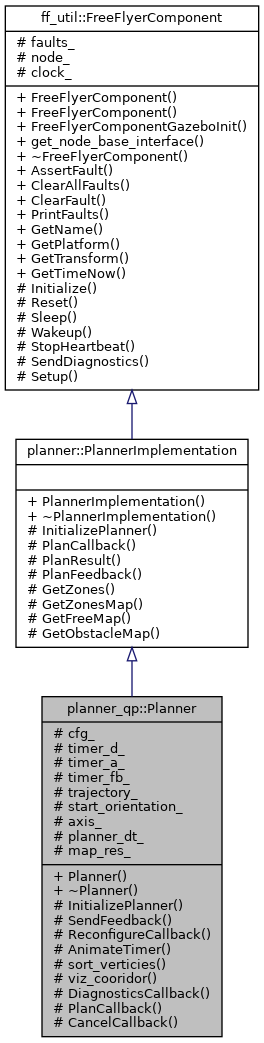 ff_util::FreeFlyerComponent
# faults_
# node_
# clock_
+ FreeFlyerComponent()
+ FreeFlyerComponent()
+ FreeFlyerComponentGazeboInit()
+ get_node_base_interface()
+ ~FreeFlyerComponent()
+ AssertFault()
+ ClearAllFaults()
+ ClearFault()
+ PrintFaults()
+ GetName()
+ GetPlatform()
+ GetTransform()
+ GetTimeNow()
# Initialize()
# Reset()
# Sleep()
# Wakeup()
# StopHeartbeat()
# SendDiagnostics()
# Setup()
planner::PlannerImplementation
+ PlannerImplementation()
+ ~PlannerImplementation()
# InitializePlanner()
# PlanCallback()
# PlanResult()
# PlanFeedback()
# GetZones()
# GetZonesMap()
# GetFreeMap()
# GetObstacleMap()
planner_qp::Planner
# cfg_
# timer_d_
# timer_a_
# timer_fb_
# trajectory_
# start_orientation_
# axis_
# planner_dt_
# map_res_
+ Planner()
+ ~Planner()
# InitializePlanner()
# SendFeedback()
# ReconfigureCallback()
# AnimateTimer()
# sort_verticies()
# viz_cooridor()
# DiagnosticsCallback()
# PlanCallback()
# CancelCallback()